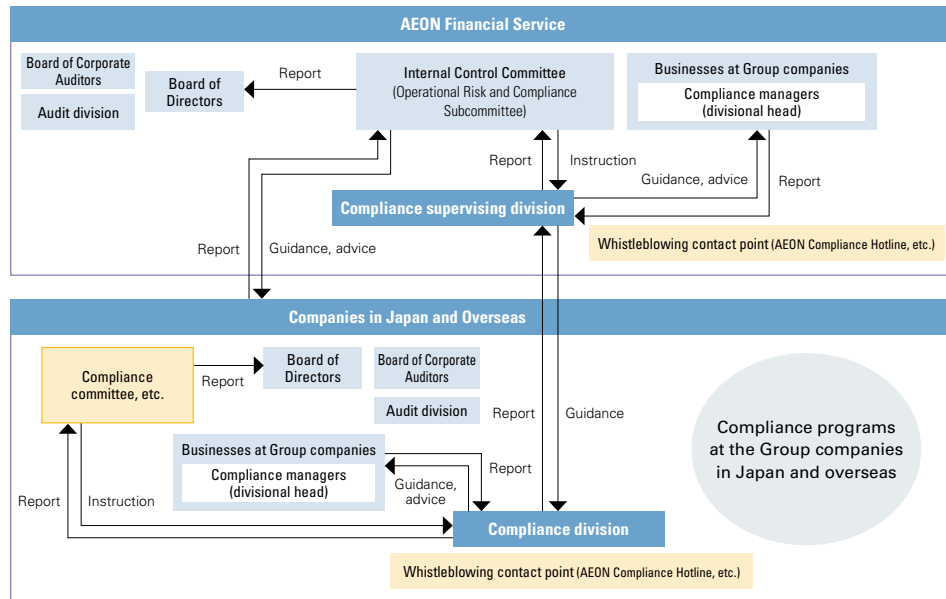 AEON Financial Service
Board of Corporate
Auditors
Audit division
Board of
Directors
Report
Internal Control Committee
(Operational Risk and Compliance
Subcommittee)
Businesses at Group companies
Compliance managers
(divisional head)
Report
Instruction
Guidance, advice
Report
Compliance supervising division
Report
Guidance, advice
Whistleblowing contact point (AEON Compliance Hotline, etc.)
Companies in Japan and Overseas
Compliance
committee, etc.
Report
Board of
Directors
Board of Corporate
Auditors
Audit division
Report
Guidance
Compliance programs
at the Group companies
in Japan and overseas
Businesses at Group companies
Compliance managers
(divisional head)
Guidance,
advice
Report
Report
Instruction
Compliance division
Whistleblowing contact point (AEON Compliance Hotline, etc.)